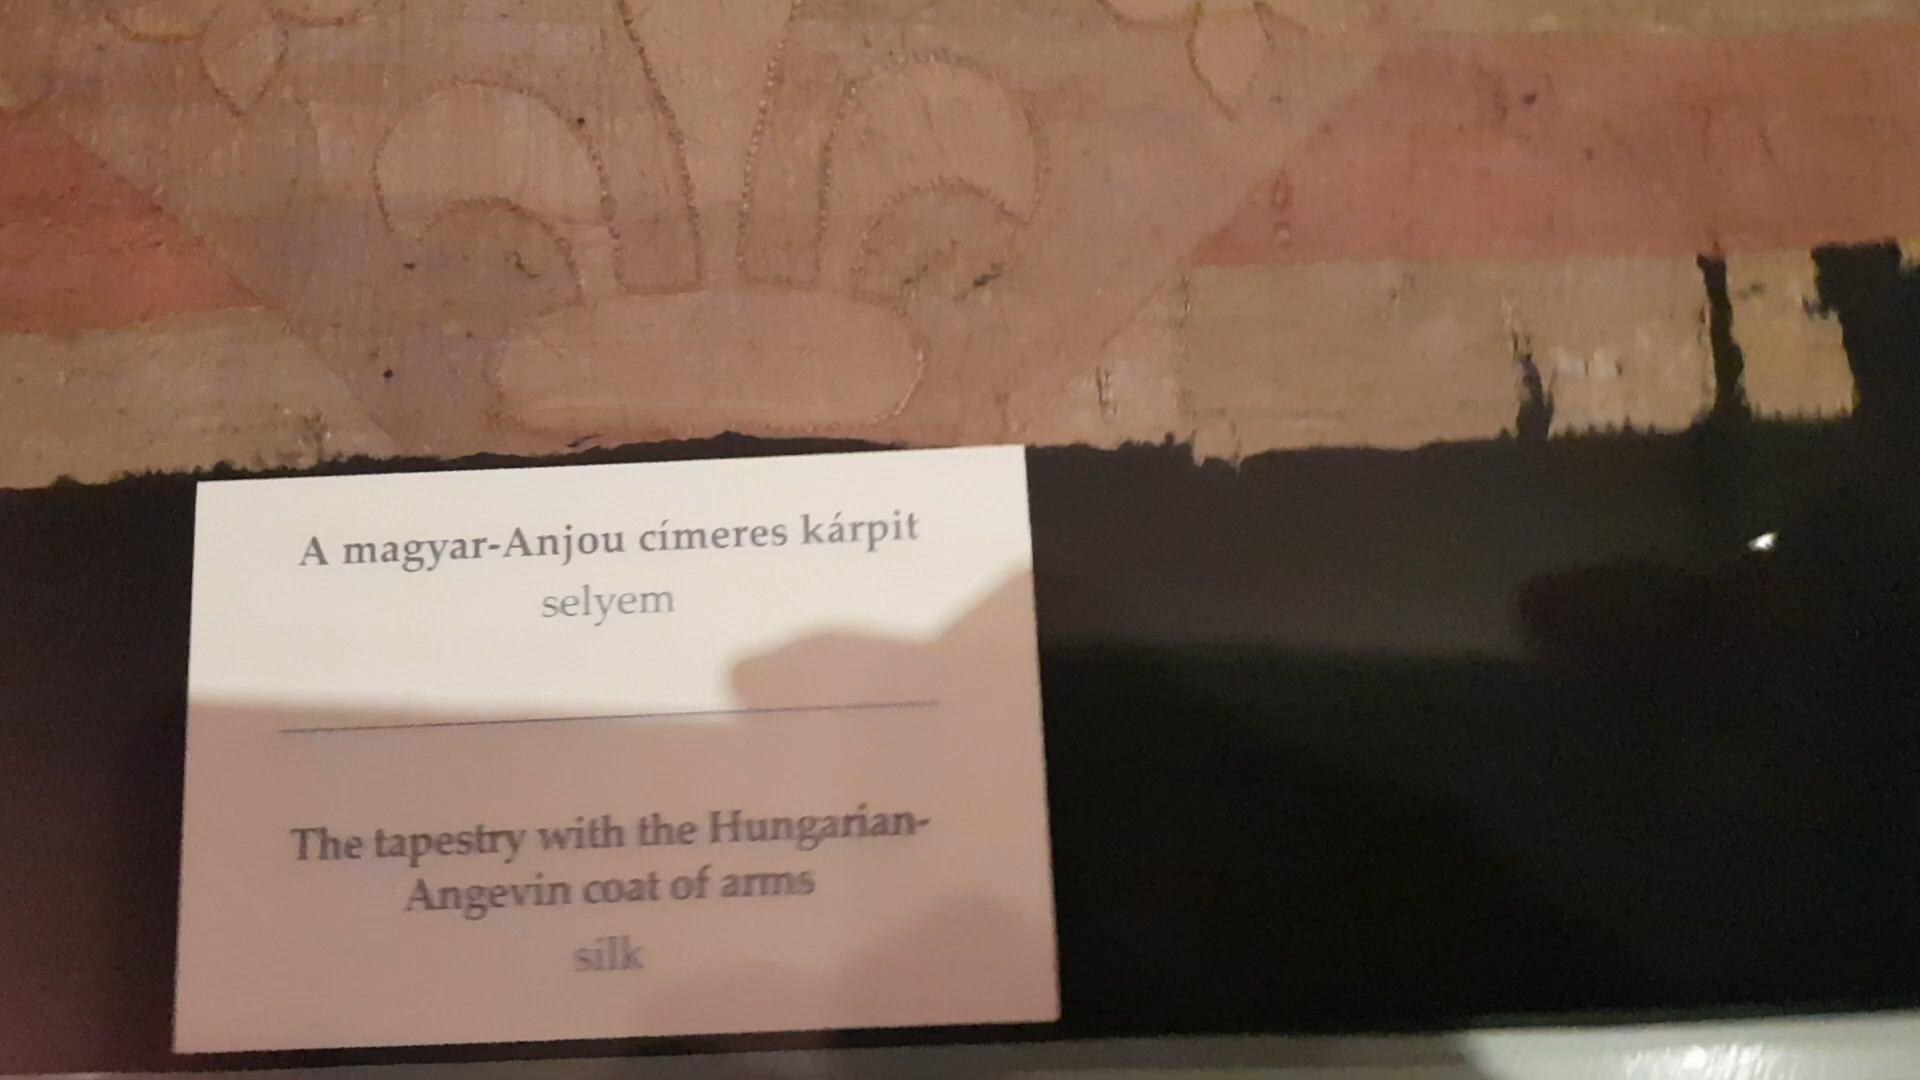 A magyar-Anjou címeres kárpit
selyem
The tapestry with the Hungarian-
Angevin coat of arms
silk